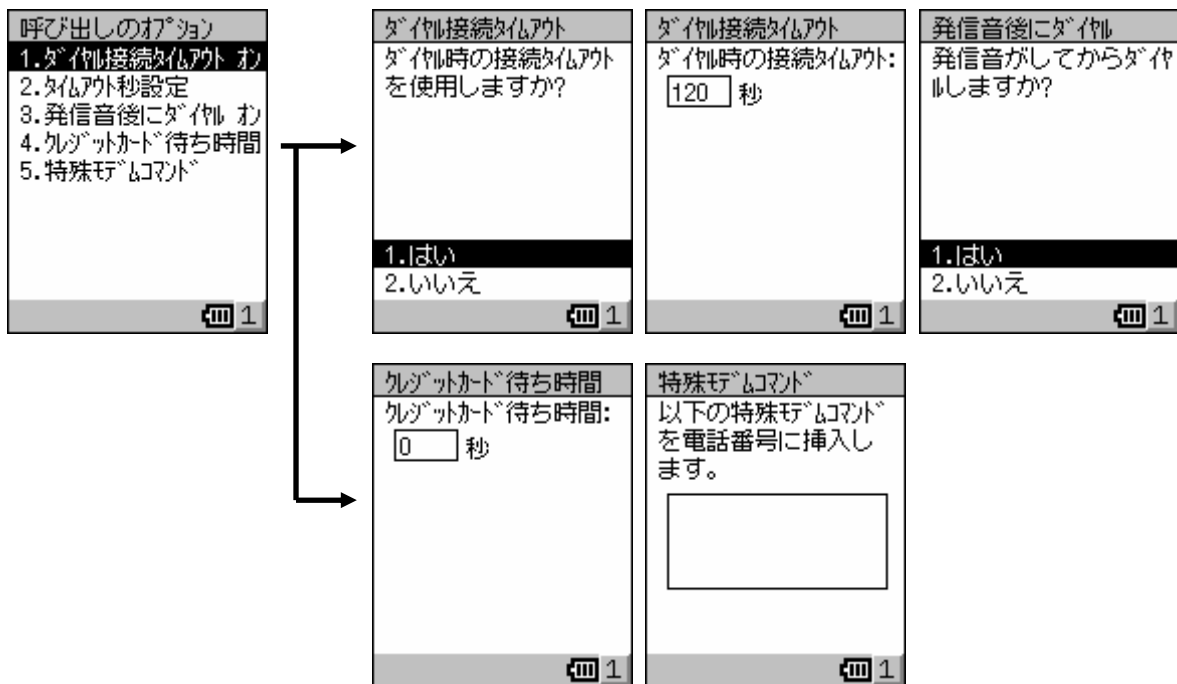 呼び出しのｵﾌﾟｼｮﾝ
1.ﾀﾞｲﾔﾙ接続ﾀｲﾑｱｳﾄ ｵﾝ
2.ﾀｲﾑｱｳﾄ秒設定
3.発信音後にﾀﾞｲﾔﾙ ｵﾝ
4.ｸﾚｼﾞｯﾄｶｰﾄﾞ待ち時間
5.特殊ﾓﾃﾞﾑｺﾏﾝﾄﾞ
1
ﾀﾞｲﾔﾙ接続ﾀｲﾑｱｳﾄ
ﾀﾞｲﾔﾙ時の接続ﾀｲﾑｱｳﾄ
を使用しますか?
1.はい
2.いいえ
1
ﾀﾞｲﾔﾙ接続ﾀｲﾑｱｳﾄ
ﾀﾞｲﾔﾙ時の接続ﾀｲﾑｱｳﾄ:
120 秒
1
発信音後にﾀﾞｲﾔﾙ
発信音がしてからﾀﾞｲﾔ
ﾙしますか?
1.はい
2.いいえ
1
ｸﾚｼﾞｯﾄｶｰﾄﾞ待ち時間
ｸﾚｼﾞｯﾄｶｰﾄﾞ待ち時間:
0 秒
1
特殊ﾓﾃﾞﾑｺﾏﾝﾄﾞ
以下の特殊ﾓﾃﾞﾑｺﾏﾝﾄﾞ
を電話番号に挿入し
ます。
1